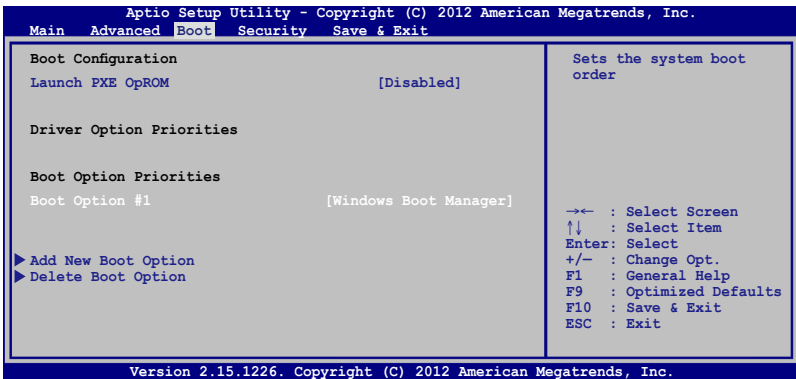 Aptio Setup Utility - Copyright (C) 2012 American Megatrends, Inc.
Main Advanced Boot Security Save & Exit
Boot Configuration
Launch PXE OpROM [Disabled]
Driver Option Priorities
Boot Option Priorities
Boot Option #1 [Windows Boot Manager]
Add New Boot Option
Delete Boot Option
Sets the system boot
order
→← : Select Screen
↑↓ : Select Item
Enter: Select
+/— : Change Opt.
F1 : General Help
F9 : Optimized Defaults
F10 : Save & Exit
ESC : Exit
Version 2.15.1226. Copyright (C) 2012 American Megatrends, Inc.